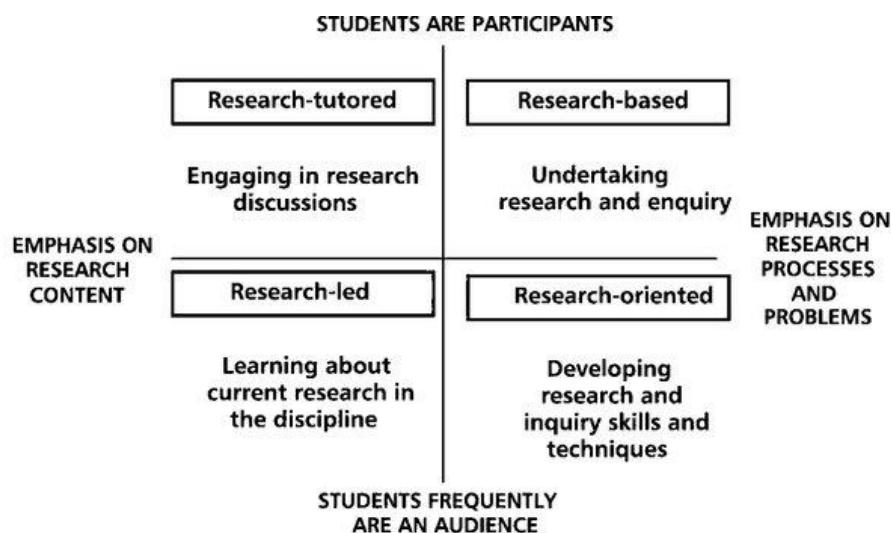 STUDENTS ARE PARTICIPANTS
Research-tutored
Research-based
Engaging in research
discussions
Undertaking
research and enquiry
EMPHASIS ON
RESEARCH
CONTENT
EMPHASIS ON
RESEARCH
PROCESSES
AND
PROBLEMS
Research-led
Research-oriented
Learning about
current research in
the discipline
Developing
research and
inquiry skills and
techniques
STUDENTS FREQUENTLY
ARE AN AUDIENCE